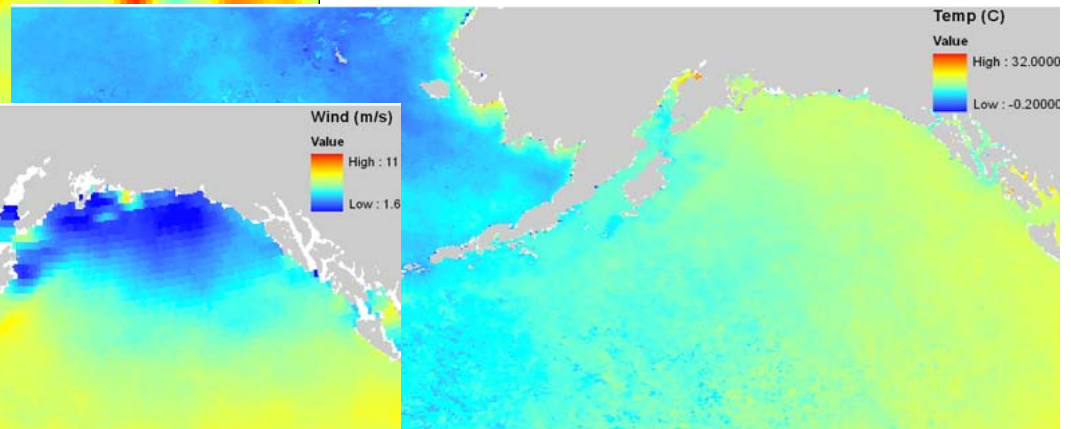 Temp (C)
Value
High : 32.0000
Low : -0.20000
Wind (m/s)
Value
High : 11
Low : 1.6